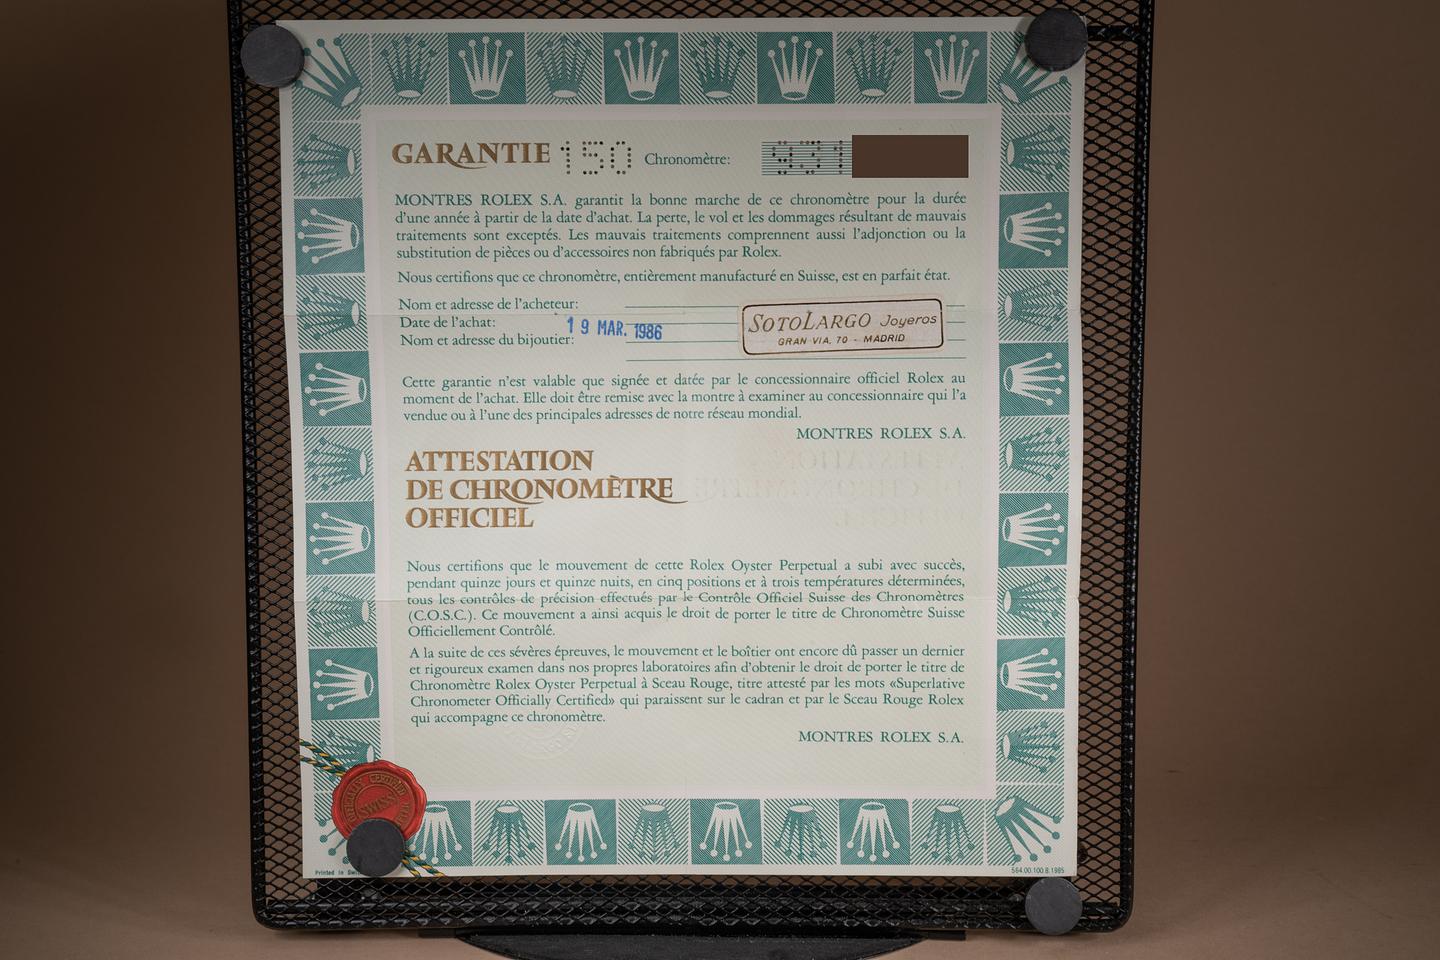 GARANTIE 150 Chronomètre: 931
MONTRES ROLEX S.A. garantit la bonne marche de ce chronomètre pour la durée
d'une année à partir de la date d'achat. La perte, le vol et les dommages résultant de mauvais
traitements sont exceptés. Les mauvais traitements comprennent aussi l'adjonction ou la
substitution de pièces ou d'accessoires non fabriqués par Rolex.
Nous certifions que ce chronomètre, entièrement manufacturé en Suisse, est en parfait état.
Nom et adresse de l'acheteur:
Date de l'achat: 19 MAR. 1986
Nom et adresse du bijoutier:
SOTOLARGO Joyeros
GRAN VIA, 70 - MADRID
Cette garantie n'est valable que signée et datée par le concessionnaire officiel Rolex au
moment de l'achat. Elle doit être remise avec la montre à examiner au concessionnaire qui l'a
vendue ou à l'une des principales adresses de notre réseau mondial.
MONTRES ROLEX S.A.
ATTESTATION
DE CHRONOMÈTRE
OFFICIEL
Nous certifions que le mouvement de cette Rolex Oyster Perpetual a subi avec succès,
pendant quinze jours et quinze nuits, en cinq positions et à trois températures déterminées,
tous les contrôles de précision effectués par le Contrôle Officiel Suisse des Chronomètres
(C.O.S.C.). Ce mouvement a ainsi acquis le droit de porter le titre de Chronomètre Suisse
Officiellement Contrôlé.
A la suite de ces sévères épreuves, le mouvement et le boîtier ont encore dû passer un dernier
et rigoureux examen dans nos propres laboratoires afin d'obtenir le droit de porter le titre de
Chronomètre Rolex Oyster Perpetual à Sceau Rouge, titre attesté par les mots «Superlative
Chronometer Officially Certified» qui paraissent sur le cadran et par le Sceau Rouge Rolex
qui accompagne ce chronomètre.
MONTRES ROLEX S.A.
SWISS
Printed in
564.00.100.8.1985